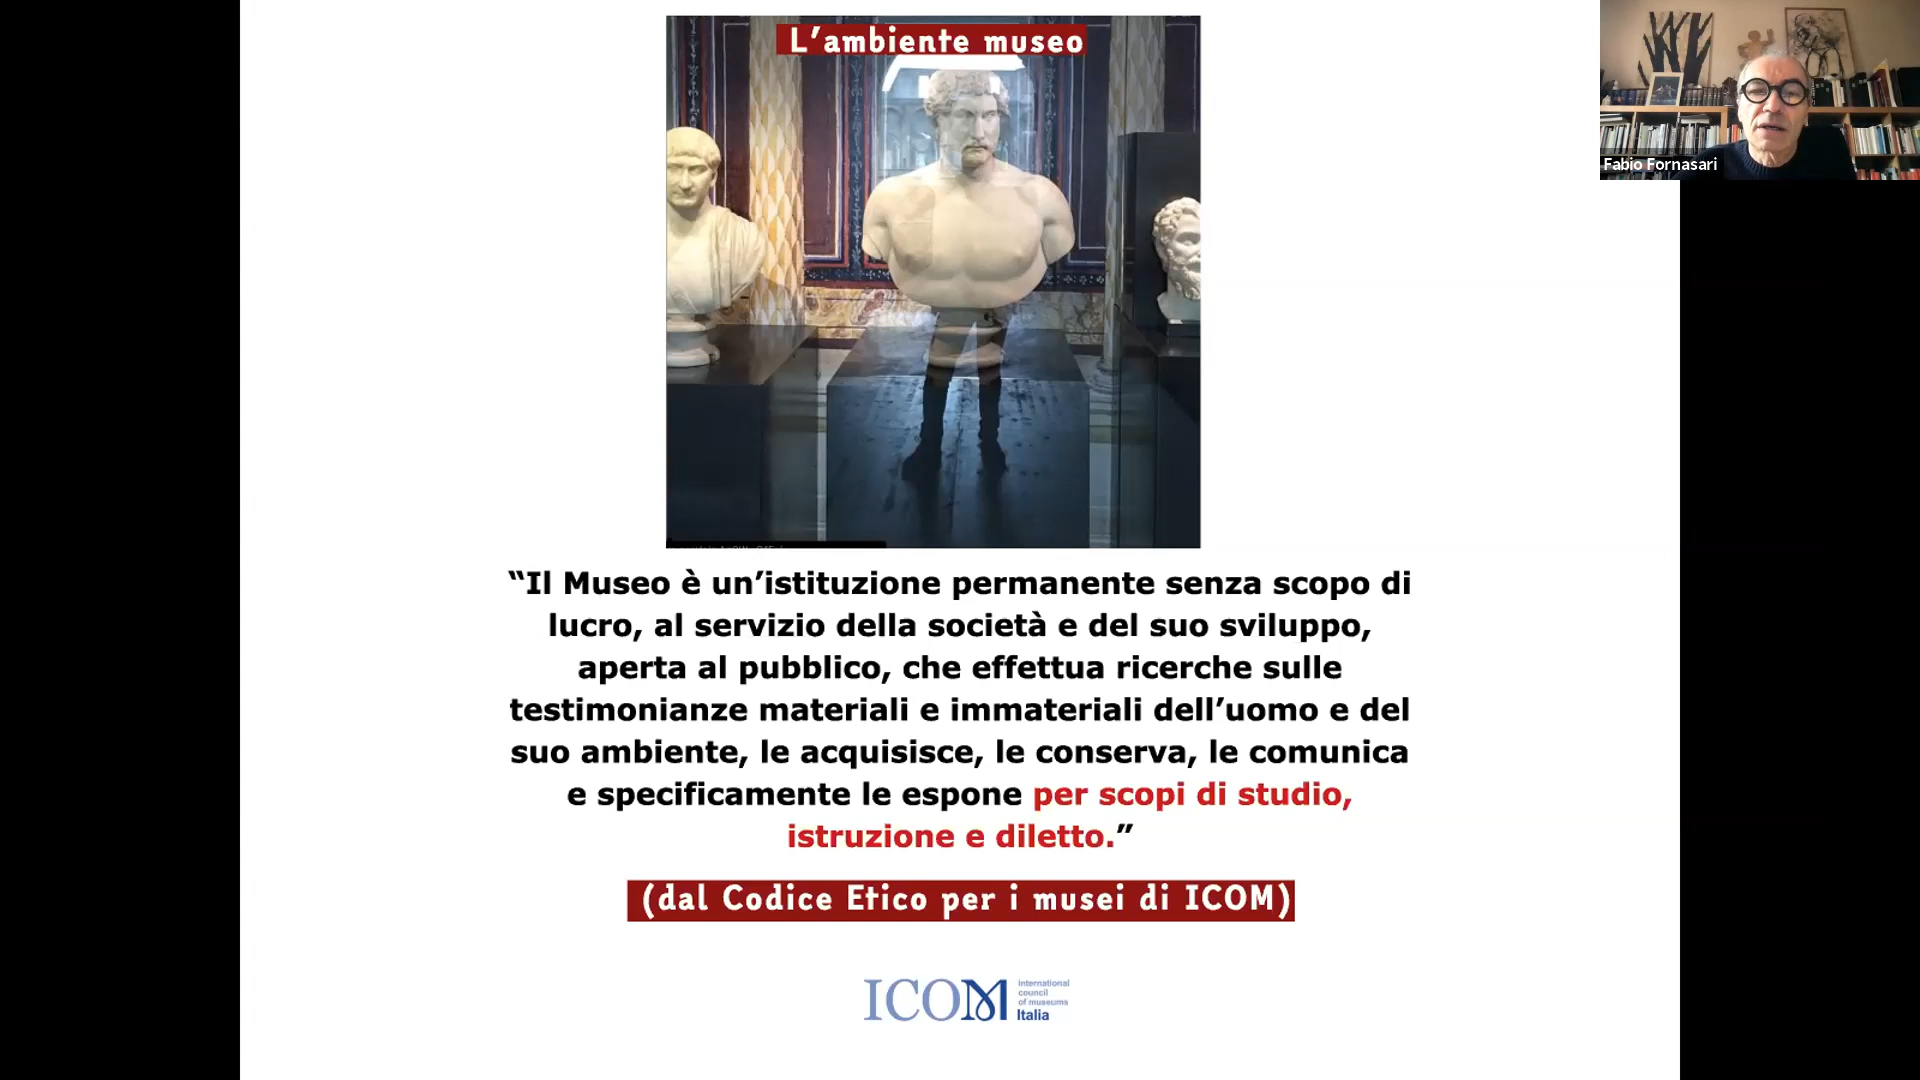 L’ambiente museo
Fabio Fornasari
“Il Museo è un’istituzione permanente senza scopo di
lucro, al servizio della società e del suo sviluppo,
aperta al pubblico, che effettua ricerche sulle
testimonianze materiali e immateriali dell’uomo e del
suo ambiente, le acquisisce, le conserva, le comunica
e specificamente le espone per scopi di studio,
istruzione e diletto.”
(dal Codice Etico per i musei di ICOM)
ICOM
international
council
of museums
Italia